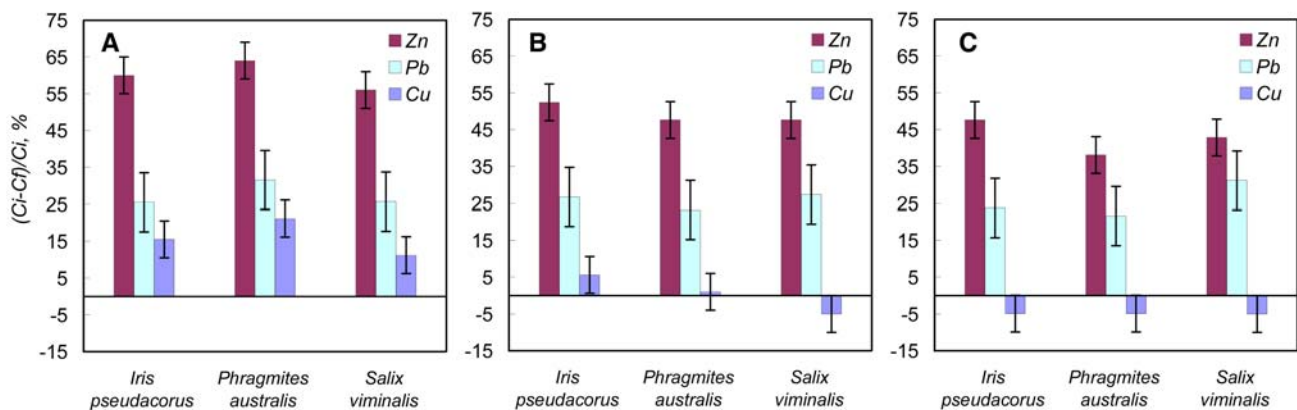 (Ci-Cf)/Ci, %
75
65
55
45
35
25
15
5
-5
-15
A
Zn
Pb
Cu
Iris
pseudacorus
Phragmites
australis
Salix
viminalis
75
65
55
45
35
25
15
5
-5
-15
B
Zn
Pb
Cu
Iris
pseudacorus
Phragmites
australis
Salix
viminalis
75
65
55
45
35
25
15
5
-5
-15
C
Zn
Pb
Cu
Iris
pseudacorus
Phragmites
australis
Salix
viminalis